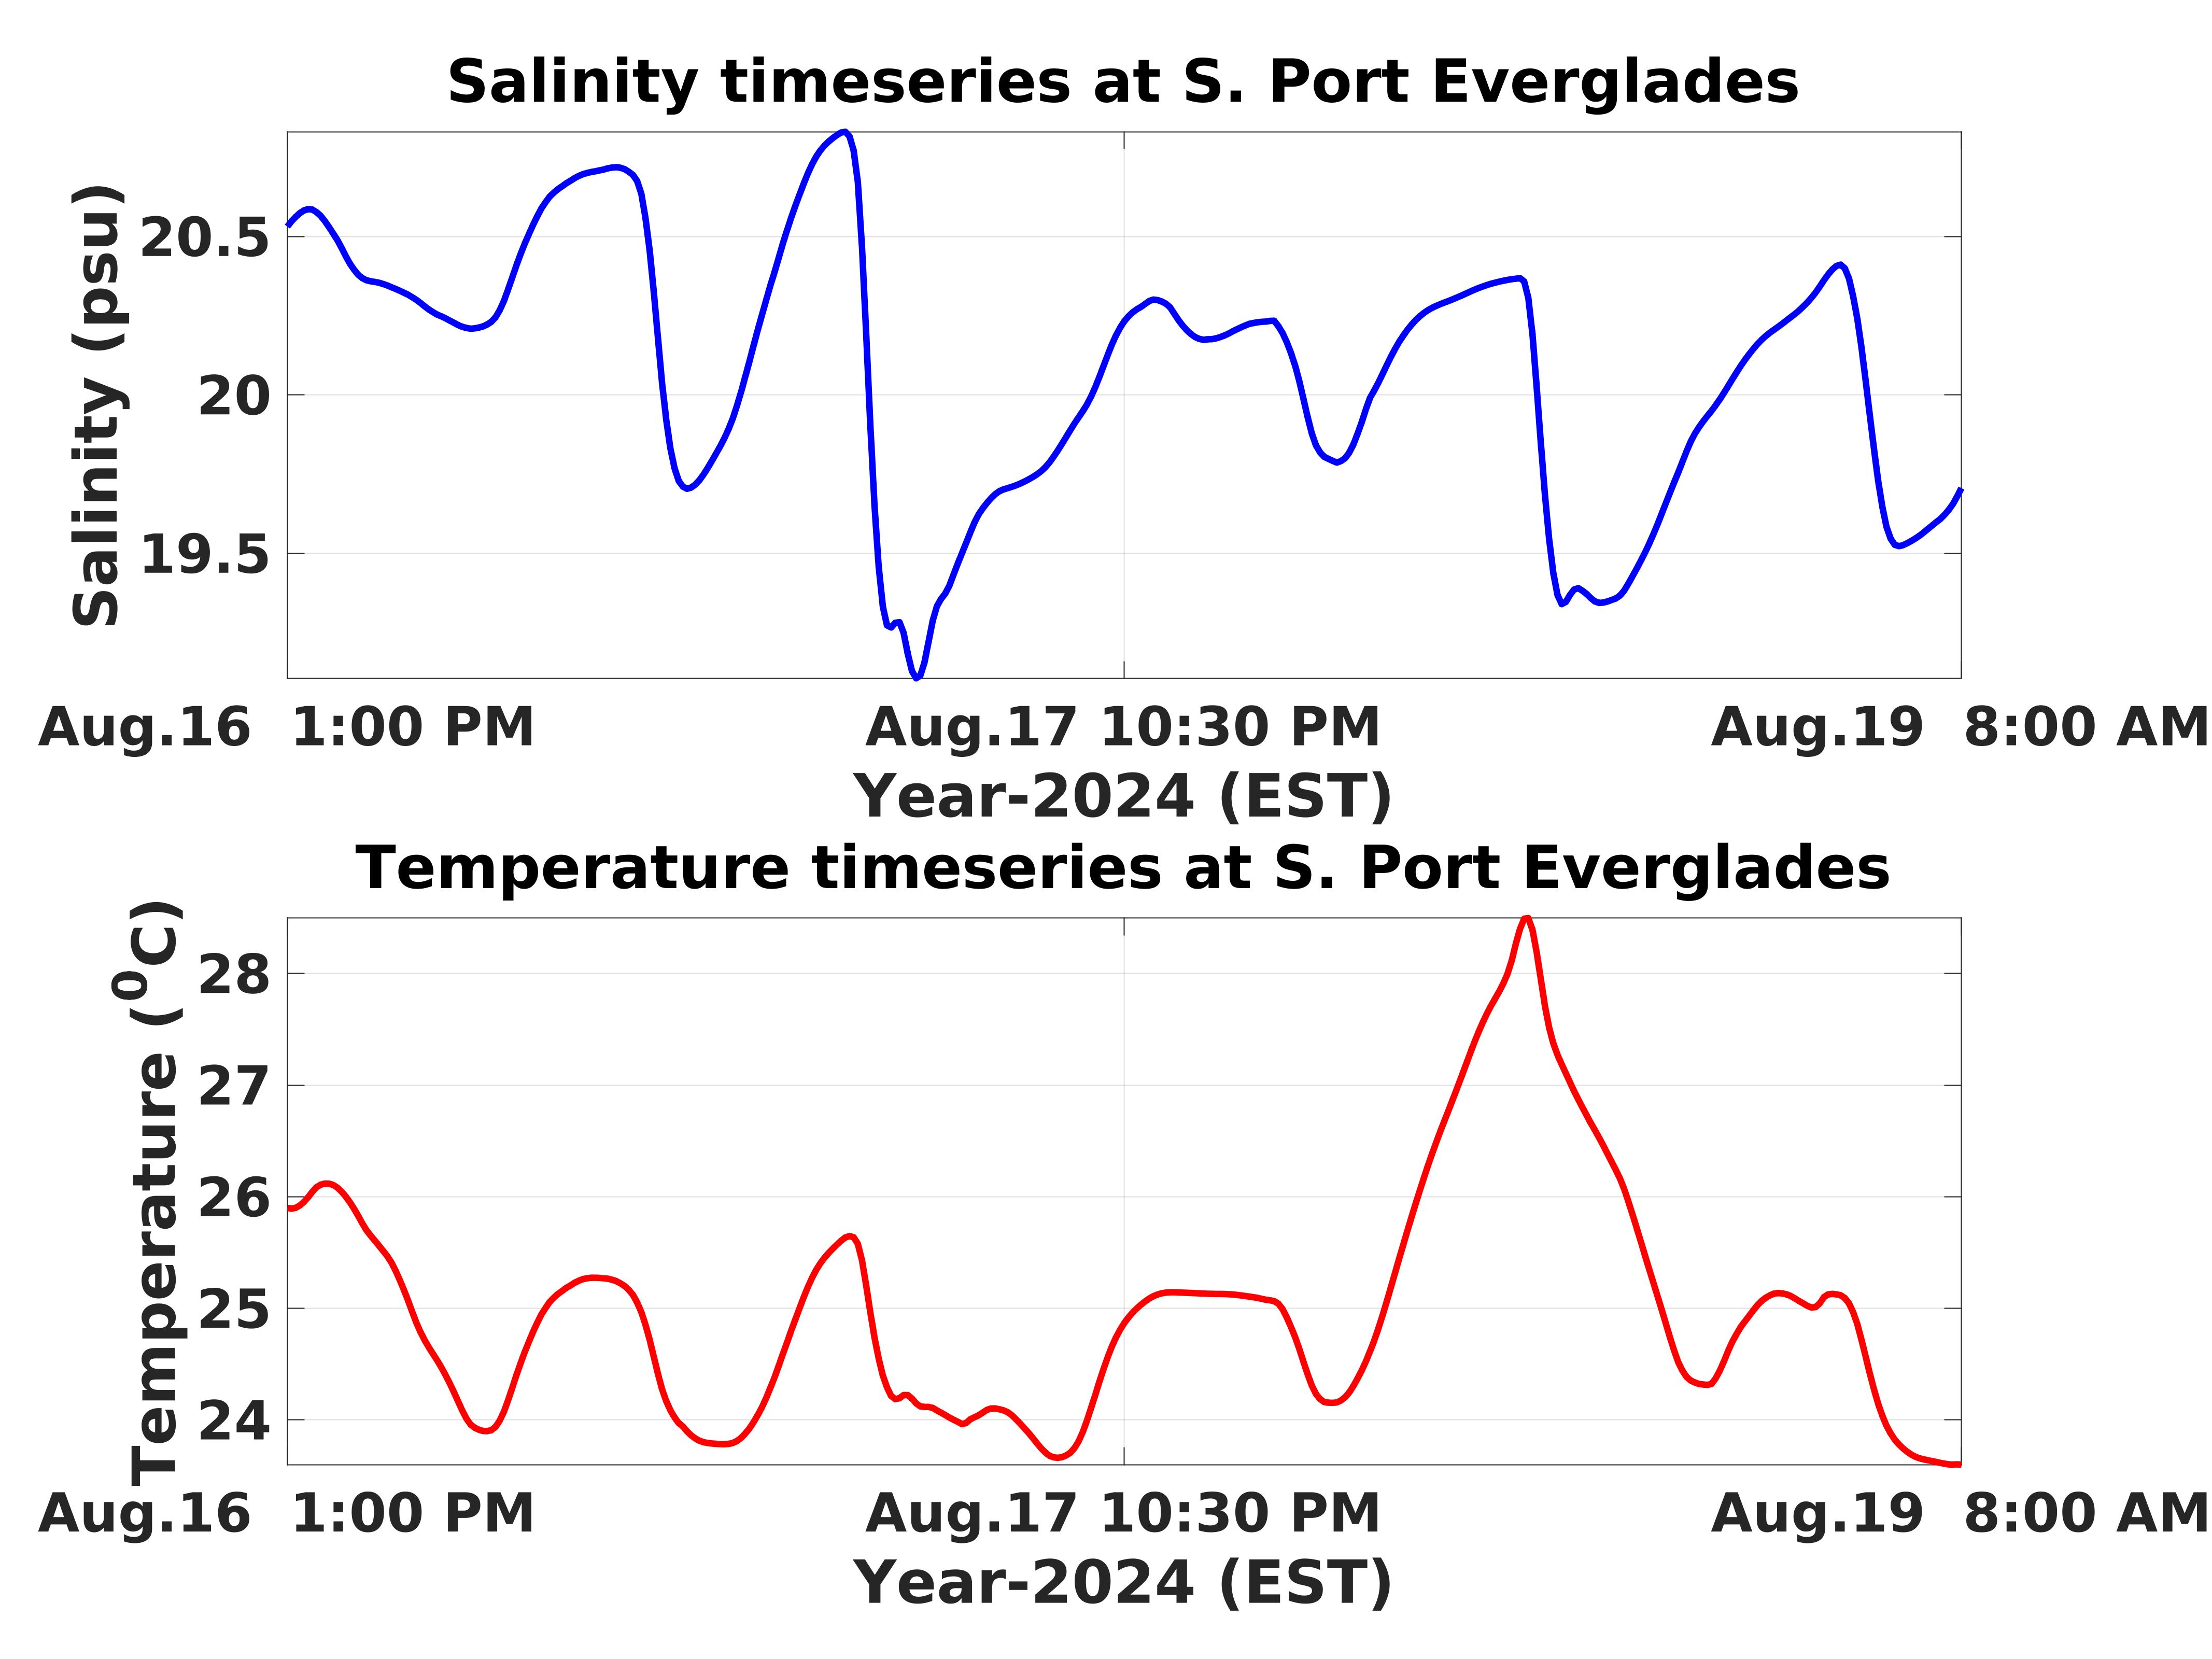 Salinity timeseries at S. Port Everglades
Salinity (psu)
20.5
20
19.5
Aug.16 1:00 PM
Aug.17 10:30 PM
Aug.19 8:00 AM
Year-2024 (EST)
Temperature timeseries at S. Port Everglades
Temperature (⁰C)
28
27
26
25
24
Aug.16 1:00 PM
Aug.17 10:30 PM
Aug.19 8:00 AM
Year-2024 (EST)